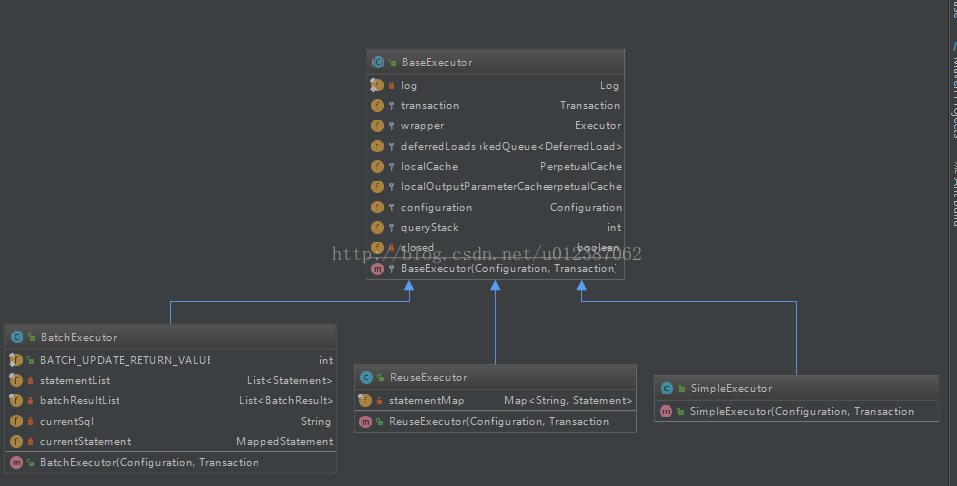 BaseExecutor
log Log
transaction Transaction
wrapper Executor
deferredLoads kedQueue<DeferredLoad>
localCache PerpetualCache
localOutputParameterCache erpetualCache
configuration Configuration
queryStack int
closed boolean
http://blog.csdn.net/u012387062
BaseExecutor(Configuration, Transaction)
BatchExecutor
BATCH_UPDATE_RETURN_VALUE int
statementList List<Statement>
batchResultList List<BatchResult>
currentSql String
currentStatement MappedStatement
BatchExecutor(Configuration, Transaction
ReuseExecutor
statementMap Map<String, Statement>
ReuseExecutor(Configuration, Transaction
SimpleExecutor
SimpleExecutor(Configuration, Transaction